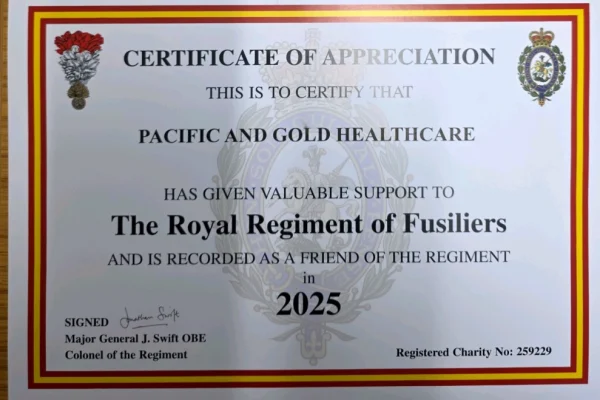 CERTIFICATE OF APPRECIATION
THIS IS TO CERTIFY THAT
PACIFIC AND GOLD HEALTHCARE
HAS GIVEN VALUABLE SUPPORT TO
The Royal Regiment of Fusiliers
AND IS RECORDED AS A FRIEND OF THE REGIMENT
in
2025
SIGNED Jonathan Swift
Major General J. Swift OBE
Colonel of the Regiment
Registered Charity No: 259229